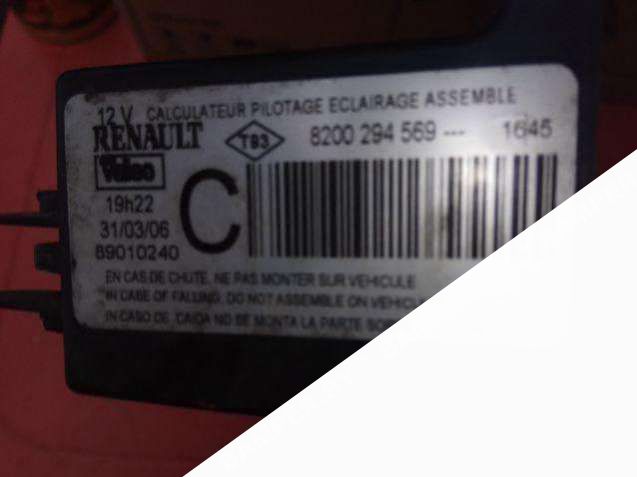 12 V CALCULATEUR PILOTAGE ECLAIRAGE ASSEMBLE
RENAULT T93 8200 294 569 --- 1645
Valeo
19h22 C
31/03/06
89010240
EN CAS DE CHUTE, NE PAS MONTER SUR VEHICULE
IN CASE OF FALLING, DO NOT ASSEMBLE ON
IN CASO DI CAIDA NO SE MONTA LA PARTE